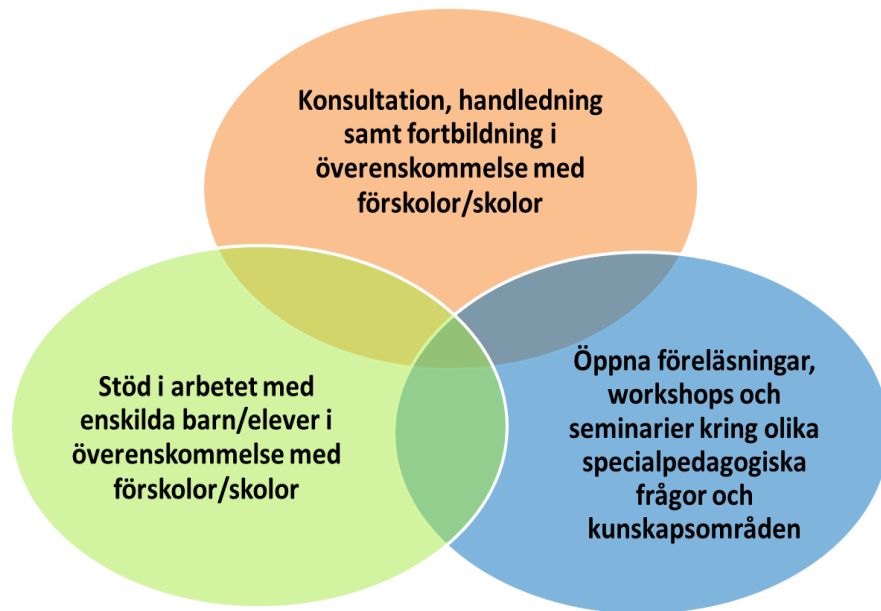 Konsultation, handledning
samt fortbildning i
överenskommelse med
förskolor/skolor
Stöd i arbetet med
enskilda barn/elever i
överenskommelse med
förskolor/skolor
Öppna föreläsningar,
workshops och
seminarier kring olika
specialpedagogiska
frågor och
kunskapsområden